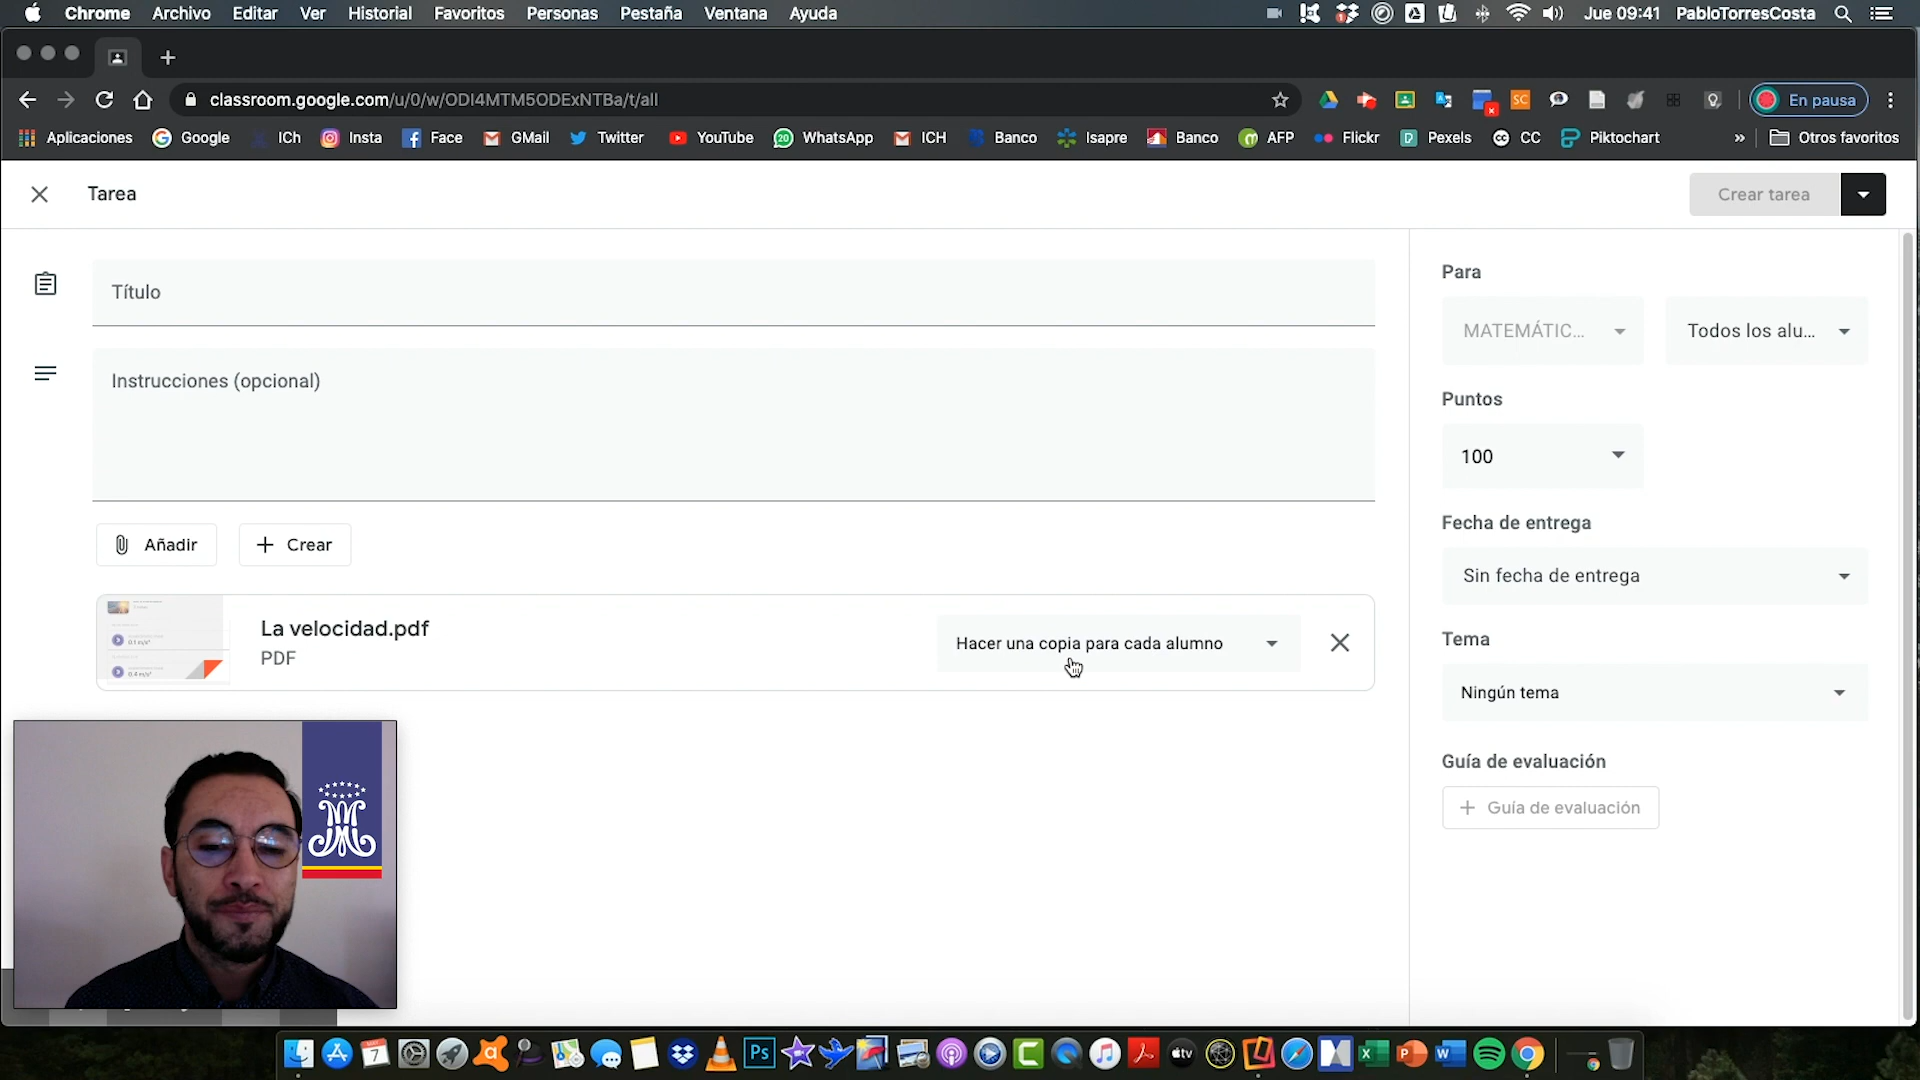 Chrome Archivo Editar Ver Historial Favoritos Personas Pestaña Ventana Ayuda Jue 09:41 PabloTorresCosta
classroom.google.com/u/0/w/ODI4MTM5ODExNTBa/t/all
En pausa
Aplicaciones Google ICh Insta Face GMail Twitter YouTube WhatsApp ICH Banco Isapre Banco AFP Flickr Pexels CC Piktochart » Otros favoritos
Tarea
Crear tarea
Título
Instrucciones (opcional)
Añadir
Crear
La velocidad.pdf
PDF
Hacer una copia para cada alumno
Para
MATEMÁTIC...
Todos los alu...
Puntos
100
Fecha de entrega
Sin fecha de entrega
Tema
Ningún tema
Guía de evaluación
+ Guía de evaluación